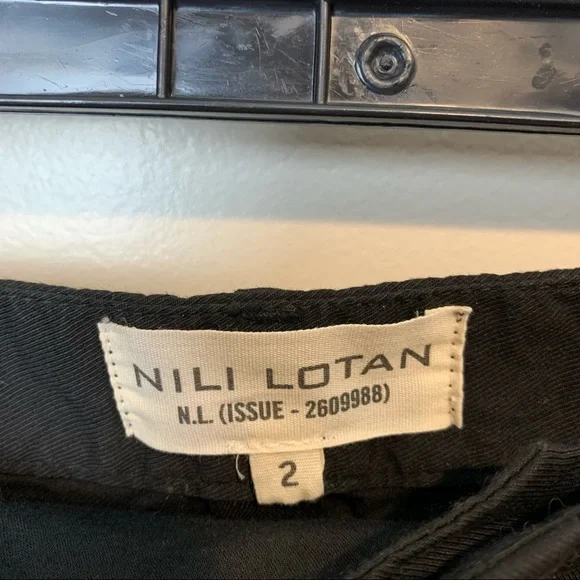 NILI LOTAN
N.L. (ISSUE - 2609988)
2